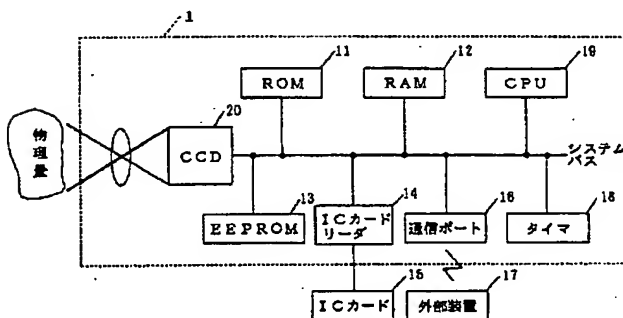 1
11
12
19
ROM
RAM
CPU
20
物理量
CCD
システム
バス
13
14
16
18
EEPROM
ICカード
リーダ
通信ポート
タイマ
15
17
ICカード
外部装置